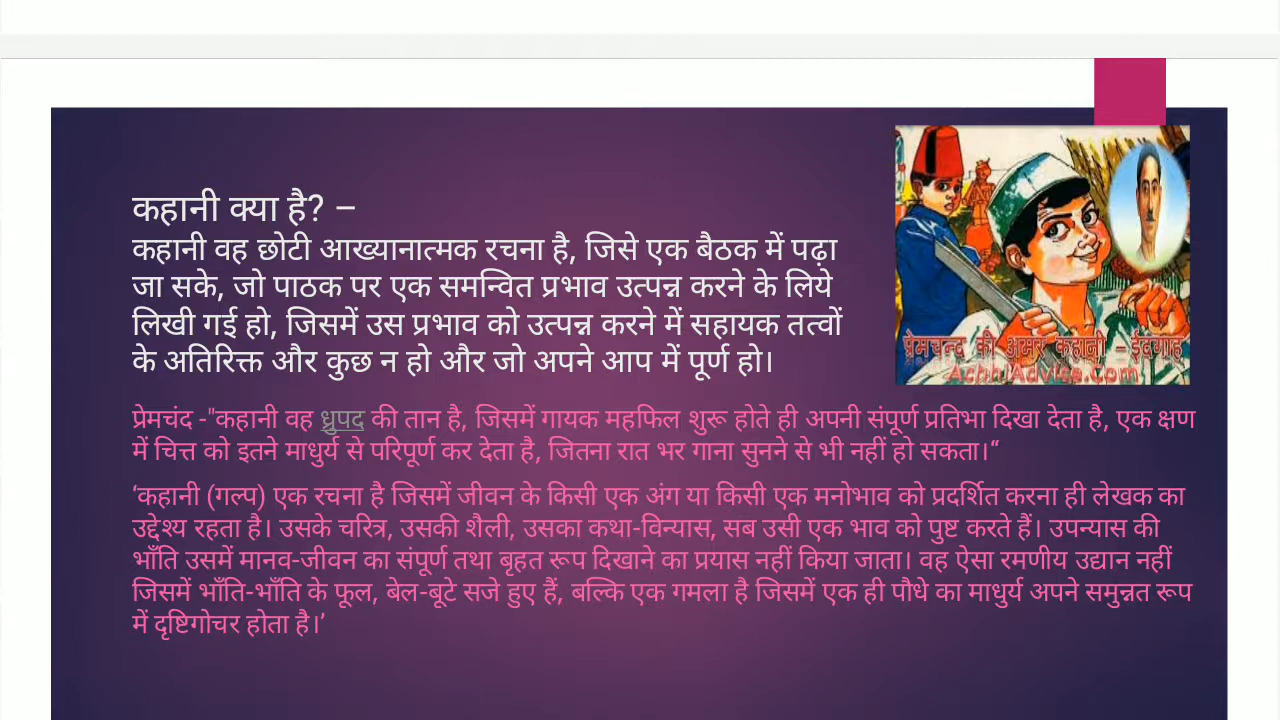 कहानी क्या है? –
कहानी वह छोटी आख्यानात्मक रचना है, जिसे एक बैठक में पढ़ा
जा सके, जो पाठक पर एक समन्वित प्रभाव उत्पन्न करने के लिये
लिखी गई हो, जिसमें उस प्रभाव को उत्पन्न करने में सहायक तत्वों
के अतिरिक्त और कुछ न हो और जो अपने आप में पूर्ण हो।
प्रेमचन्द की अमर कहानी – ईदगाह
AchhiAdvice.Com
प्रेमचंद -"कहानी वह ध्रुपद की तान है, जिसमें गायक महफिल शुरू होते ही अपनी संपूर्ण प्रतिभा दिखा देता है, एक क्षण
में चित्त को इतने माधुर्य से परिपूर्ण कर देता है, जितना रात भर गाना सुनने से भी नहीं हो सकता।“
‘कहानी (गल्प) एक रचना है जिसमें जीवन के किसी एक अंग या किसी एक मनोभाव को प्रदर्शित करना ही लेखक का
उद्देश्य रहता है। उसके चरित्र, उसकी शैली, उसका कथा-विन्यास, सब उसी एक भाव को पुष्ट करते हैं। उपन्यास की
भाँति उसमें मानव-जीवन का संपूर्ण तथा बृहत रूप दिखाने का प्रयास नहीं किया जाता। वह ऐसा रमणीय उद्यान नहीं
जिसमें भाँति-भाँति के फूल, बेल-बूटे सजे हुए हैं, बल्कि एक गमला है जिसमें एक ही पौधे का माधुर्य अपने समुन्नत रूप
में दृष्टिगोचर होता है।’